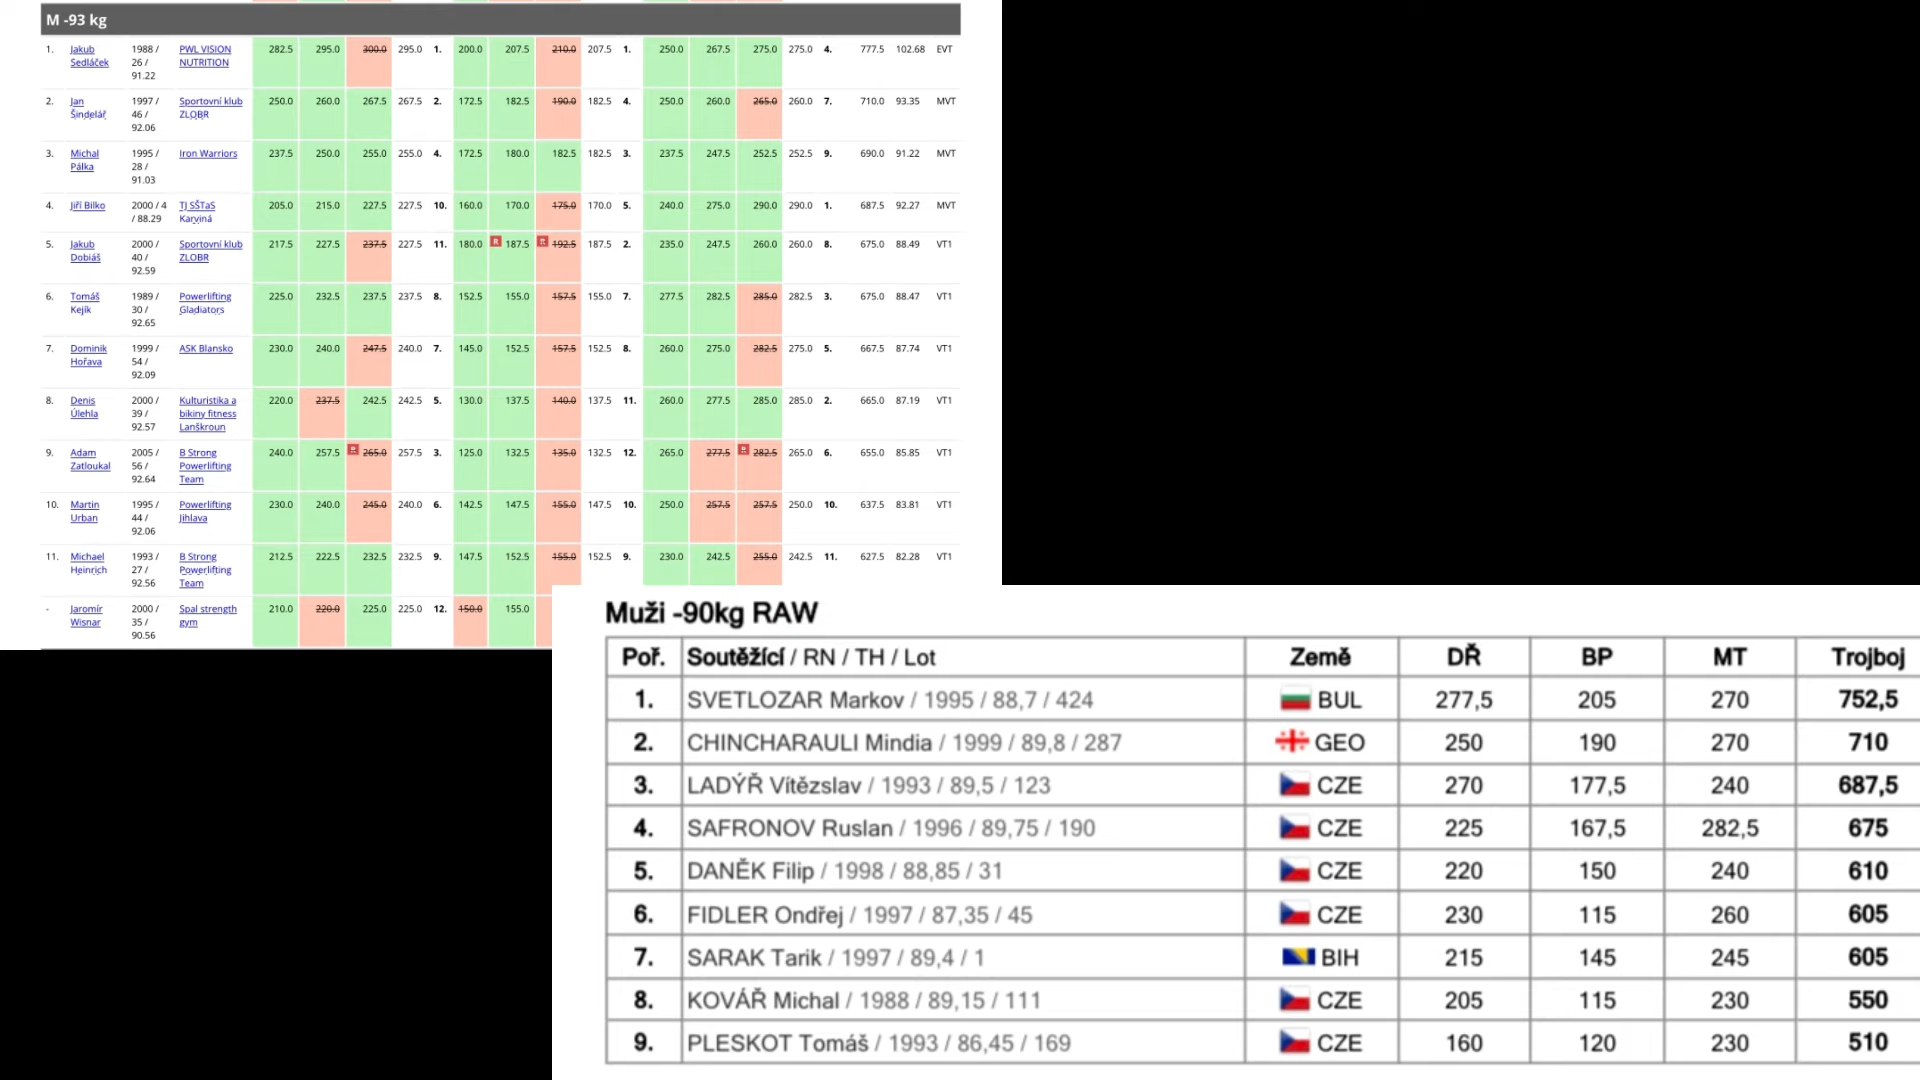 M -93 kg
1. Jakub Sedláček 1988 / 26 / 91.22 PWL VISION NUTRITION 282.5 295.0 300.0 295.0 1. 200.0 207.5 210.0 207.5 1. 250.0 267.5 275.0 275.0 4. 777.5 102.68 EVT
2. Jan Šindelář 1997 / 46 / 92.06 Sportovní klub ZLOBR 250.0 260.0 267.5 267.5 2. 172.5 182.5 190.0 182.5 4. 250.0 260.0 265.0 260.0 7. 710.0 93.35 MVT
3. Michal Pálka 1995 / 28 / 91.03 Iron Warriors 237.5 250.0 255.0 255.0 4. 172.5 180.0 182.5 182.5 3. 237.5 247.5 252.5 252.5 9. 690.0 91.22 MVT
4. Jiří Bilko 2000 / 4 / 88.29 TJ SŠTaS Karviná 205.0 215.0 227.5 227.5 10. 160.0 170.0 175.0 170.0 5. 240.0 275.0 290.0 290.0 1. 687.5 92.27 MVT
5. Jakub Dobiáš 2000 / 40 / 92.59 Sportovní klub ZLOBR 217.5 227.5 237.5 227.5 11. 180.0 R 187.5 R 192.5 187.5 2. 235.0 247.5 260.0 260.0 8. 675.0 88.49 VT1
6. Tomáš Kejík 1989 / 30 / 92.65 Powerlifting Gladiators 225.0 232.5 237.5 237.5 8. 152.5 155.0 157.5 155.0 7. 277.5 282.5 285.0 282.5 3. 675.0 88.47 VT1
7. Dominik Hořava 1999 / 54 / 92.09 ASK Blansko 230.0 240.0 247.5 240.0 7. 145.0 152.5 157.5 152.5 8. 260.0 275.0 282.5 275.0 5. 667.5 87.74 VT1
8. Denis Úlehla 2000 / 39 / 92.57 Kulturistika a bikiny fitness Lanškroun 220.0 237.5 242.5 242.5 5. 130.0 137.5 140.0 137.5 11. 260.0 277.5 285.0 285.0 2. 665.0 87.19 VT1
9. Adam Zatloukal 2005 / 56 / 92.64 B Strong Powerlifting Team 240.0 257.5 R 265.0 257.5 3. 125.0 132.5 135.0 132.5 12. 265.0 277.5 R 282.5 265.0 6. 655.0 85.85 VT1
10. Martin Urban 1995 / 44 / 92.06 Powerlifting Jihlava 230.0 240.0 245.0 240.0 6. 142.5 147.5 155.0 147.5 10. 250.0 257.5 257.5 250.0 10. 637.5 83.81 VT1
11. Michael Heinrich 1993 / 27 / 92.56 B Strong Powerlifting Team 212.5 222.5 232.5 232.5 9. 147.5 152.5 155.0 152.5 9. 230.0 242.5 255.0 242.5 11. 627.5 82.28 VT1
- Jaromír Wisnar 2000 / 35 / 90.56 Spal strength gym 210.0 220.0 225.0 225.0 12. 150.0 155.0
Muži -90kg RAW
Poř. Soutěžící / RN / TH / Lot Země DŘ BP MT Trojboj
1. SVETLOZAR Markov / 1995 / 88,7 / 424 BUL 277,5 205 270 752,5
2. CHINCHARAULI Mindia / 1999 / 89,8 / 287 GEO 250 190 270 710
3. LADÝŘ Vítězslav / 1993 / 89,5 / 123 CZE 270 177,5 240 687,5
4. SAFRONOV Ruslan / 1996 / 89,75 / 190 CZE 225 167,5 282,5 675
5. DANĚK Filip / 1998 / 88,85 / 31 CZE 220 150 240 610
6. FIDLER Ondřej / 1997 / 87,35 / 45 CZE 230 115 260 605
7. SARAK Tarik / 1997 / 89,4 / 1 BIH 215 145 245 605
8. KOVÁŘ Michal / 1988 / 89,15 / 111 CZE 205 115 230 550
9. PLESKOT Tomáš / 1993 / 86,45 / 169 CZE 160 120 230 510